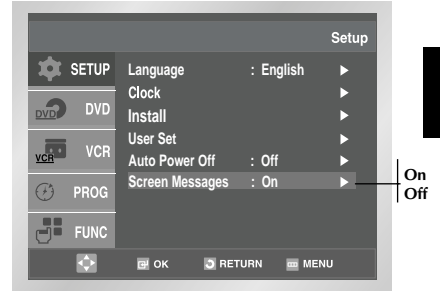 Setup
SETUP
DVD
DVD
VCR
VCR
PROG
FUNC
Language : English
Clock
Install
User Set
Auto Power Off : Off
Screen Messages : On
On
Off
OK RETURN MENU